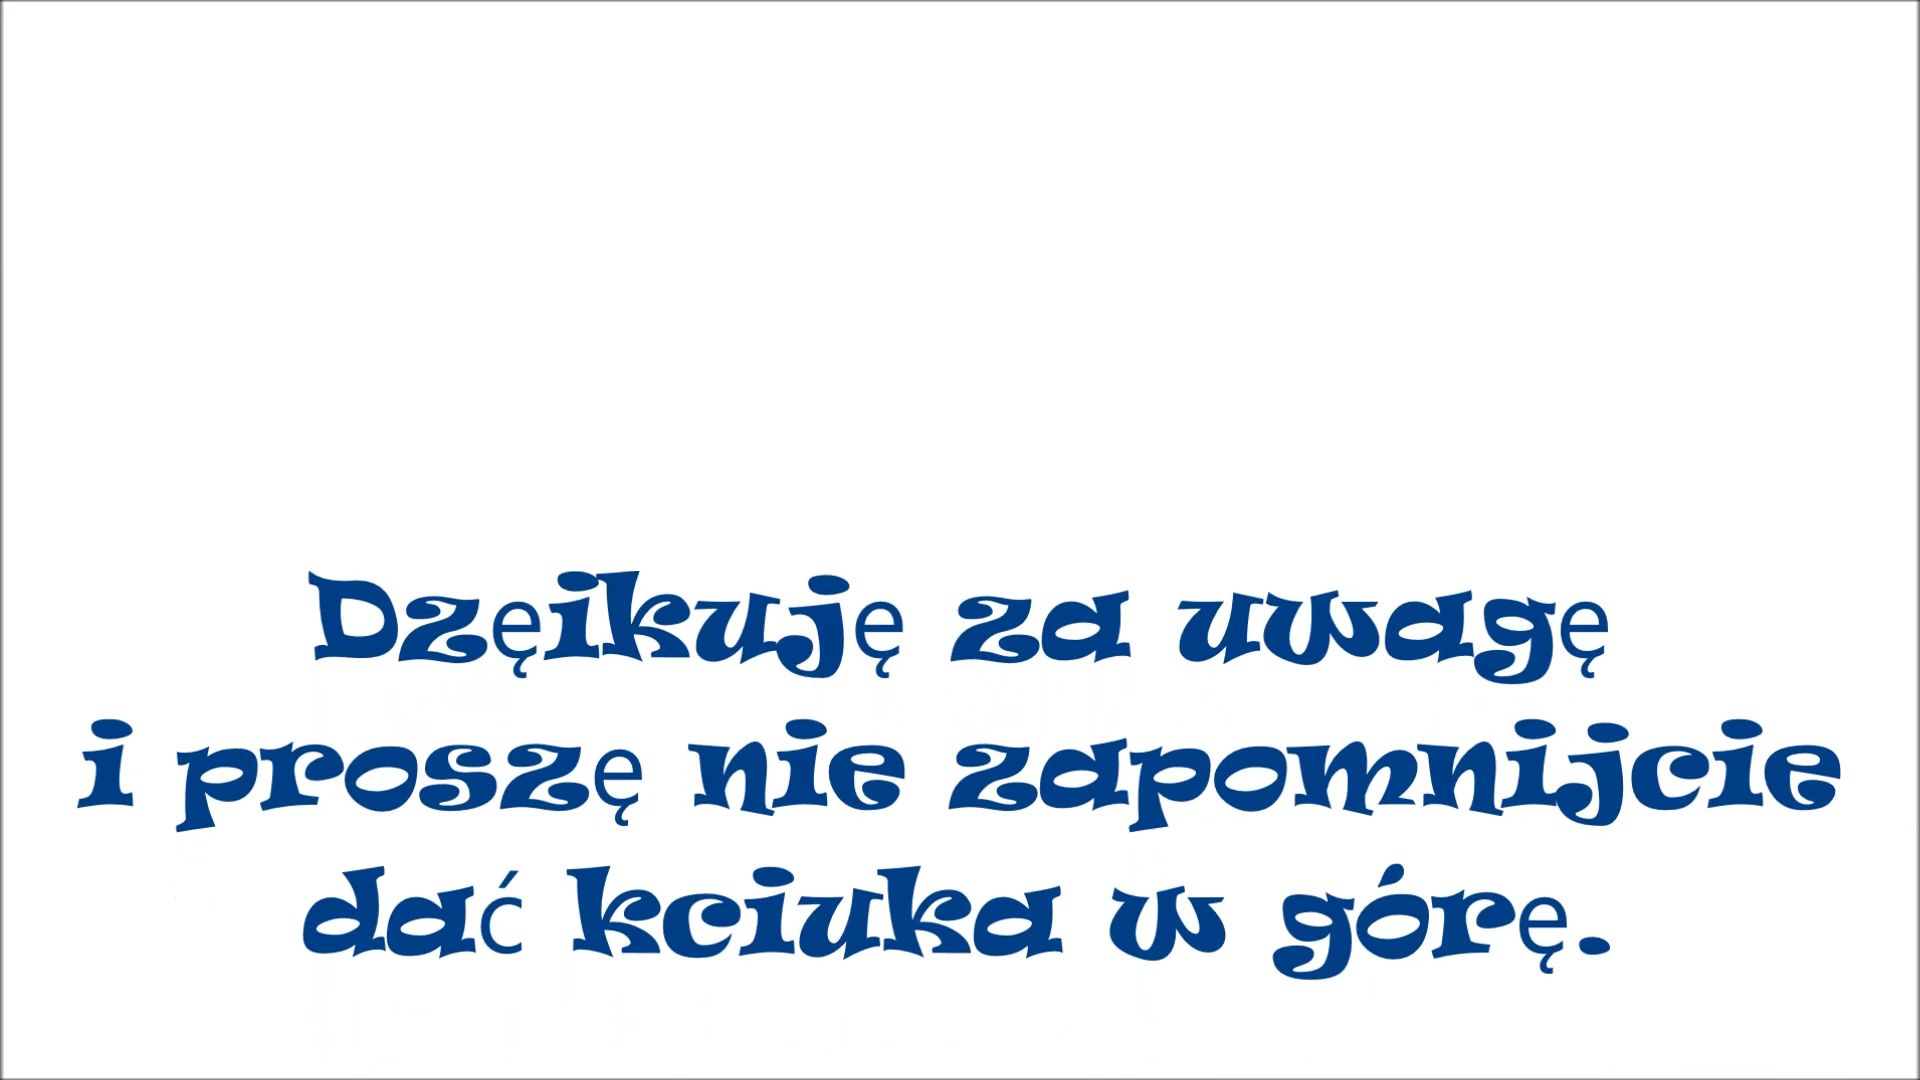 Dzęikuję za uwagę
i proszę nie zapomnijcie
dać kciuka w górę.